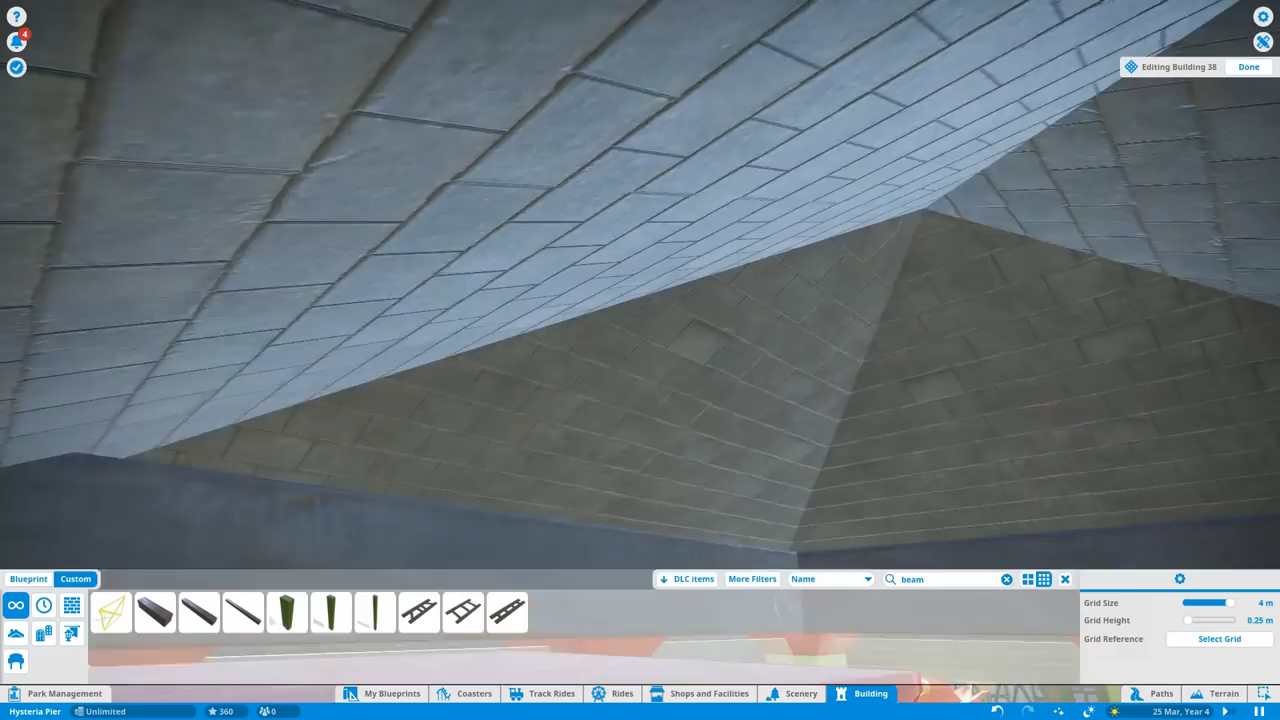 ?
4
Editing Building 38 Done
Blueprint Custom
DLC items More Filters Name beam
Grid Size 4 m
Grid Height 0.25 m
Grid Reference Select Grid
Park Management My Blueprints Coasters Track Rides Rides Shops and Facilities Scenery Building Paths Terrain
Hysteria Pier Unlimited 360 0 25 Mar, Year 4